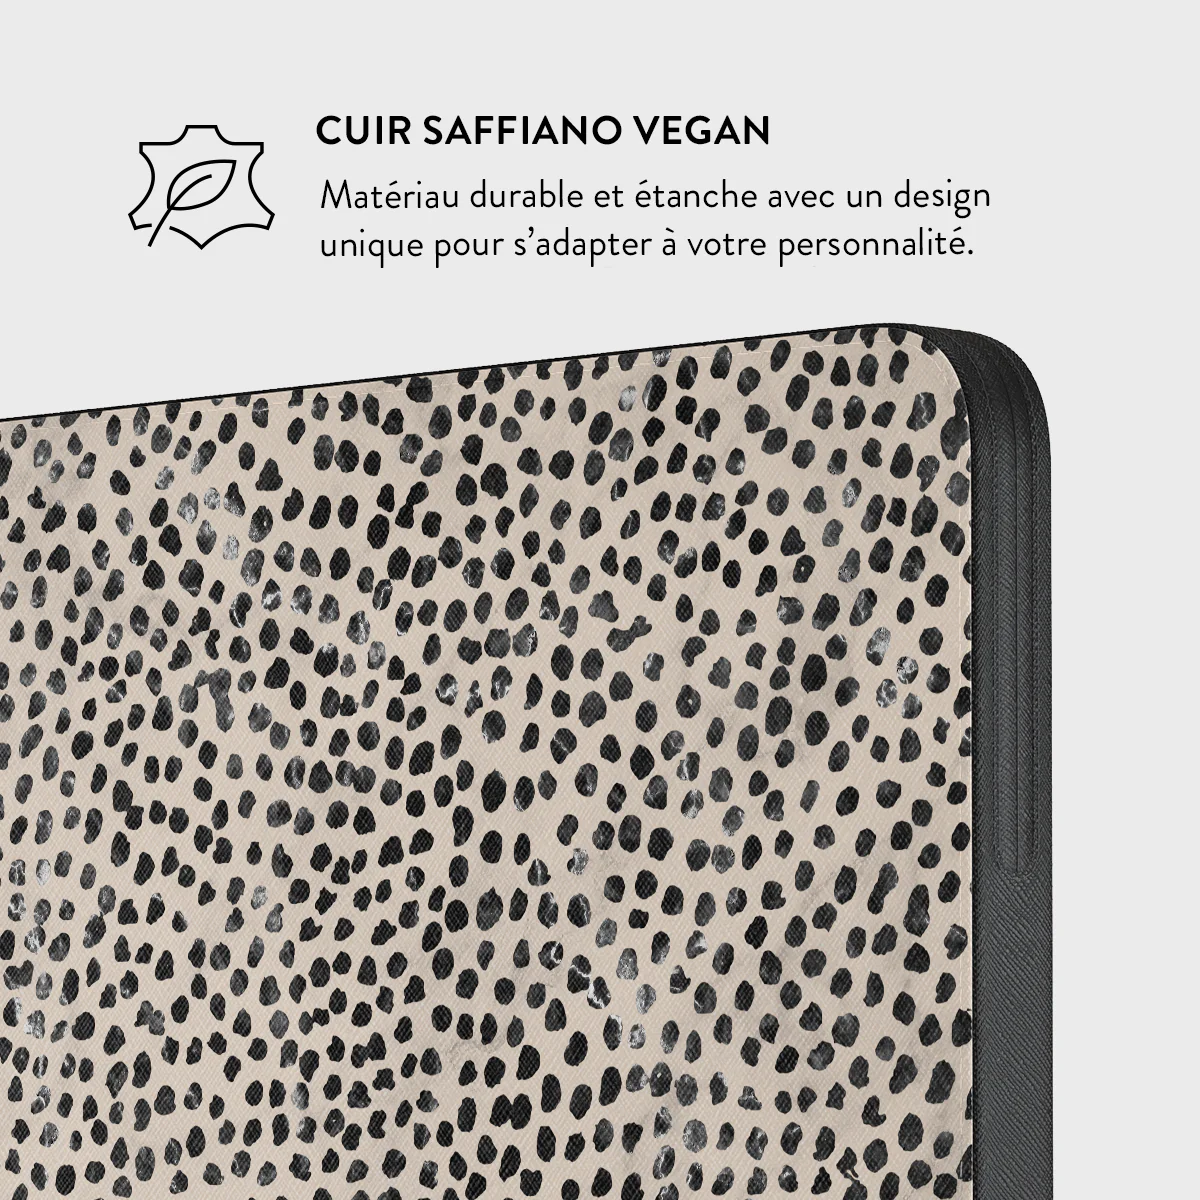 CUIR SAFFIANO VEGAN
Matériau durable et étanche avec un design
unique pour s’adapter à votre personnalité.